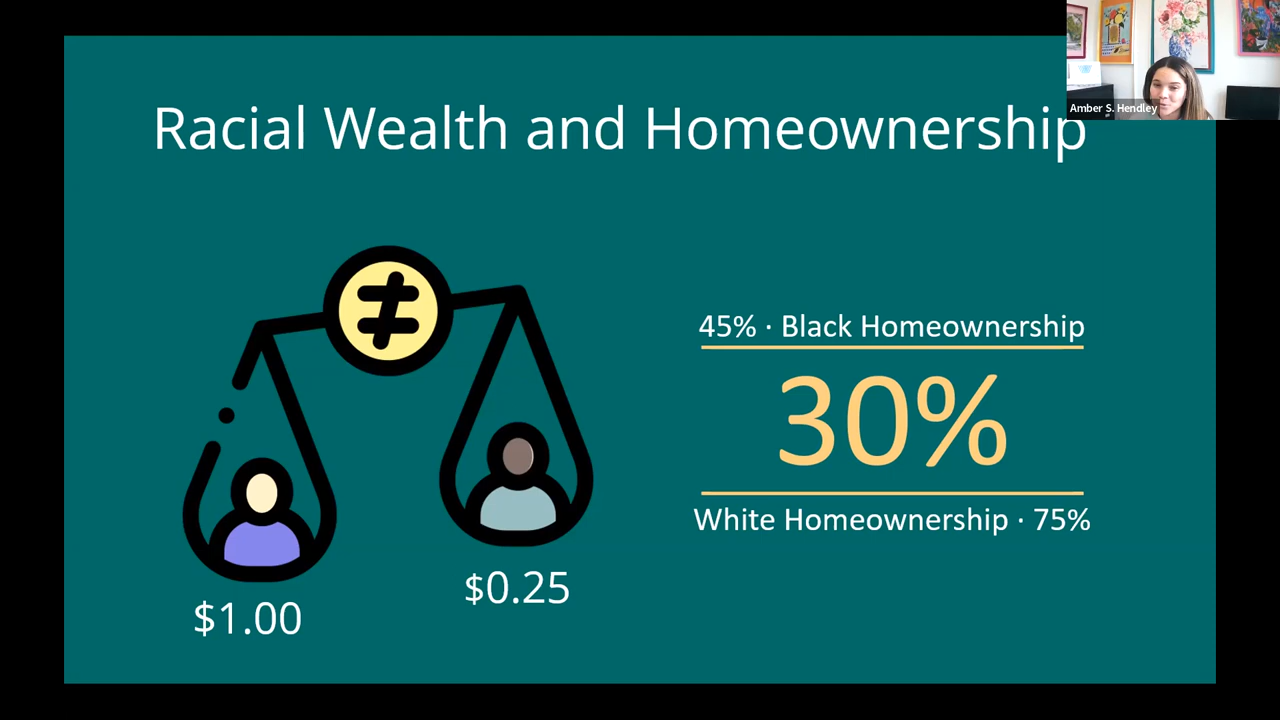 Amber S. Hendley
Racial Wealth and Homeownership
≠
45% · Black Homeownership
30%
White Homeownership · 75%
$0.25
$1.00